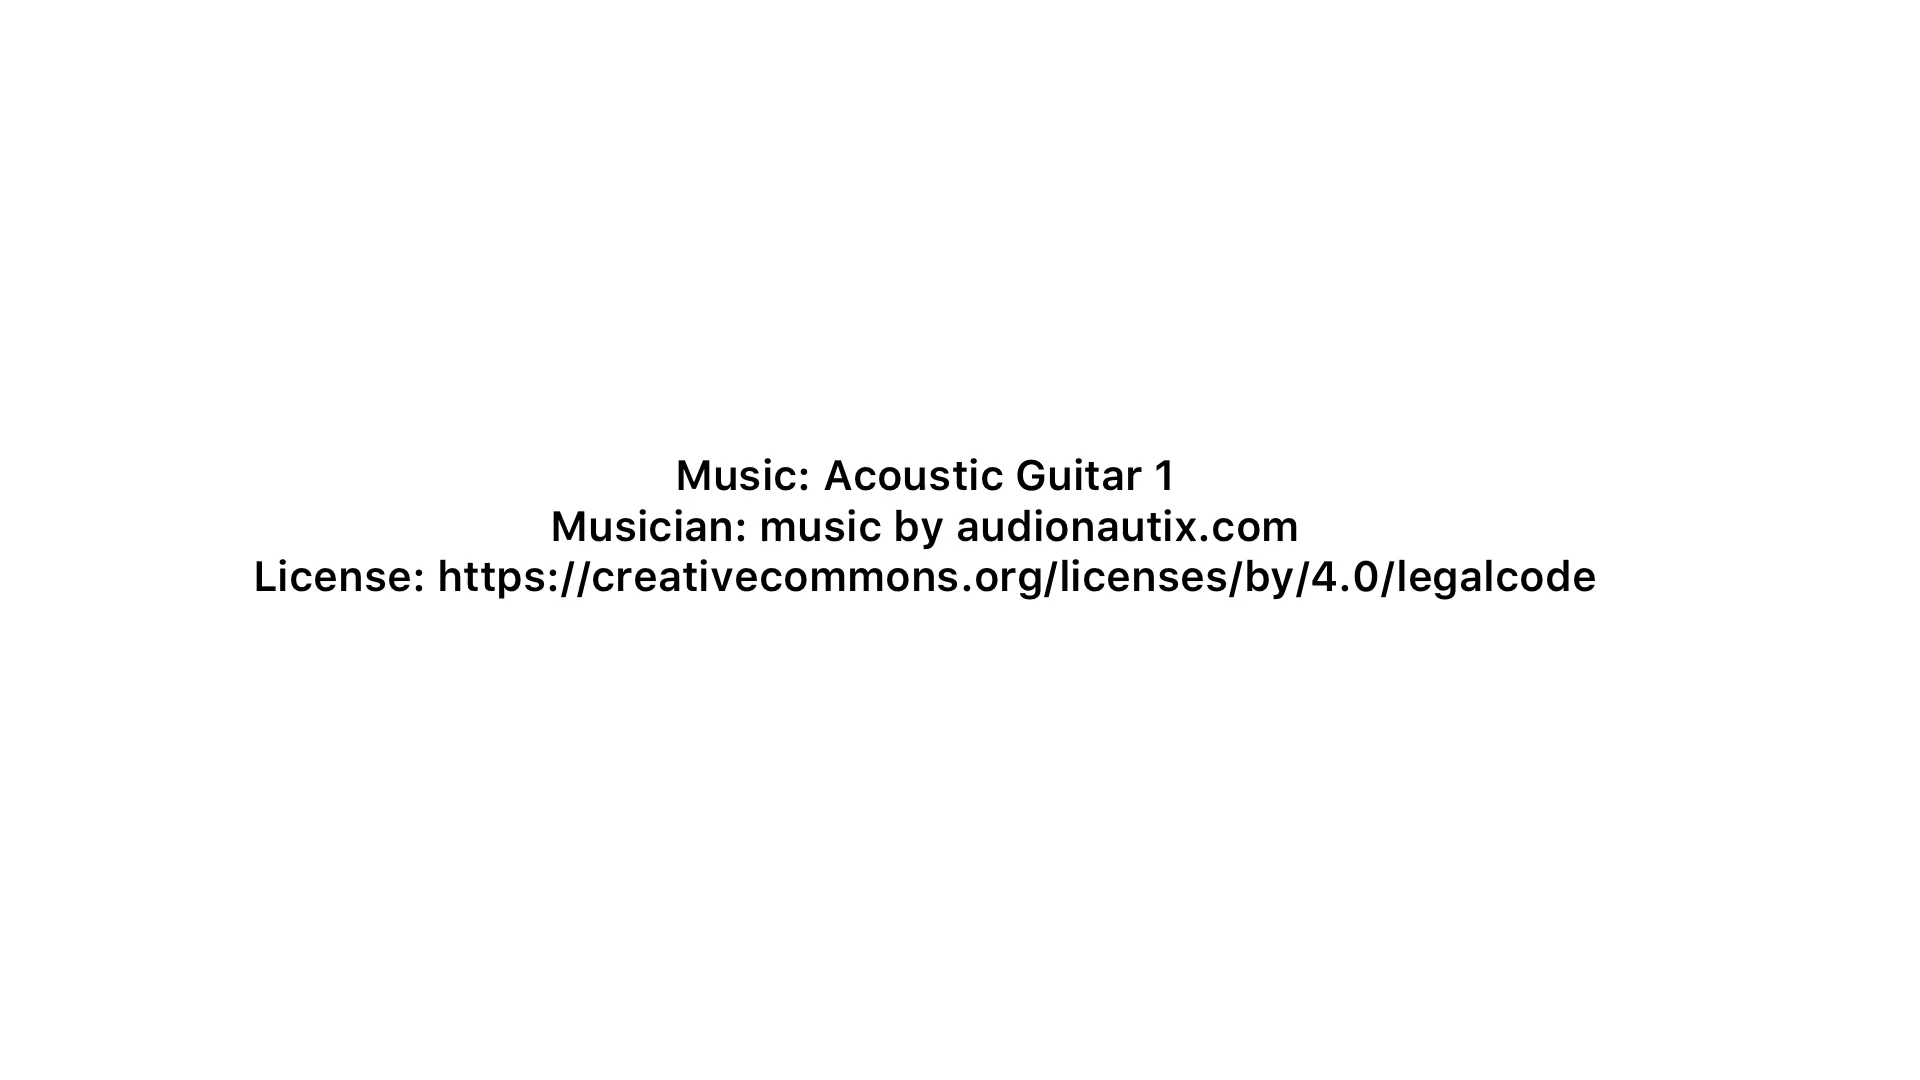 Music: Acoustic Guitar 1
Musician: music by audionautix.com
License: https://creativecommons.org/licenses/by/4.0/legalcode